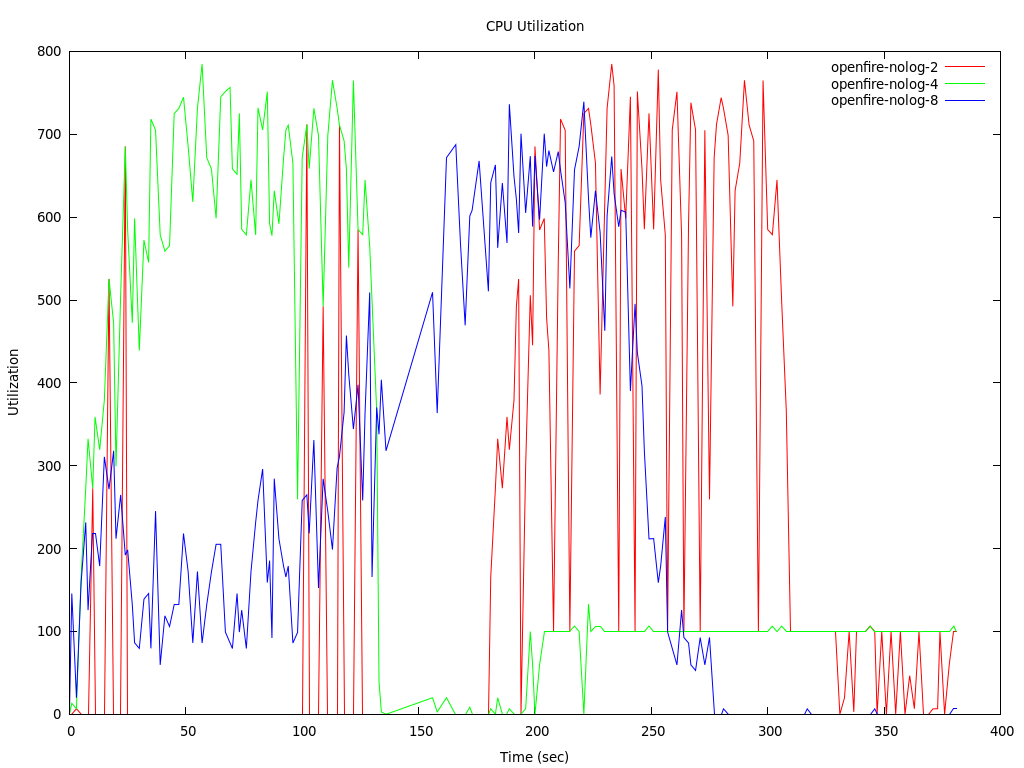 CPU Utilization
openfire-nolog-2
openfire-nolog-4
openfire-nolog-8
800
700
600
500
400
300
200
100
0
Utilization
0 50 100 150 200 250 300 350 400
Time (sec)